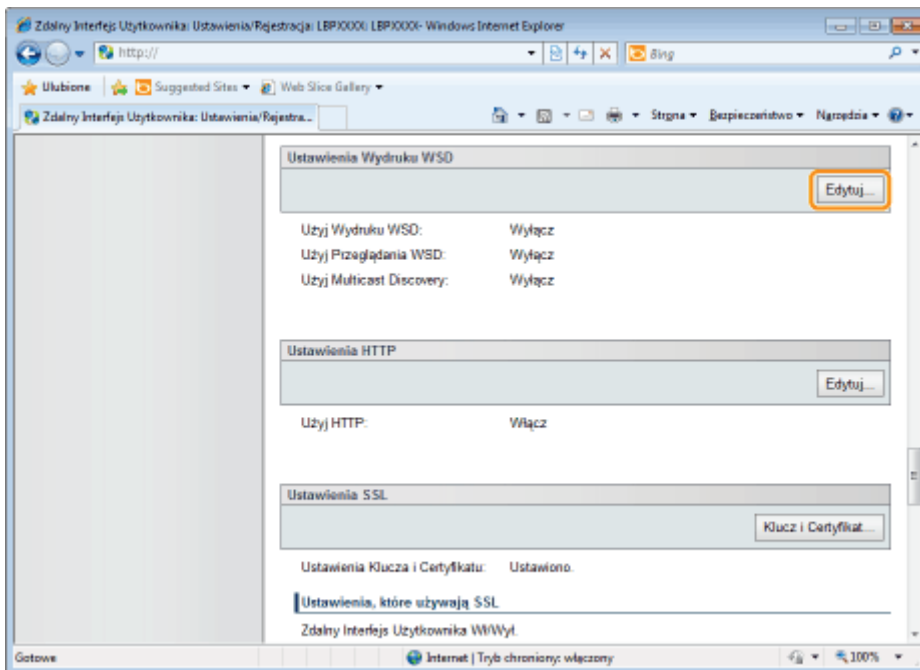 Zdalny Interfejs Użytkownika: Ustawienia/Rejestracja: LBPXXXX: LBPXXXX- Windows Internet Explorer
http://
Bing
Ulubione Suggested Sites Web Slice Gallery
Zdalny Interfejs Użytkownika: Ustawienia/Rejestra... Strona Bezpieczeństwo Narzędzia
Ustawienia Wydruku WSD
Edytuj...
Użyj Wydruku WSD: Wyłącz
Użyj Przeglądania WSD: Wyłącz
Użyj Multicast Discovery: Wyłącz
Ustawienia HTTP
Edytuj...
Użyj HTTP: Włącz
Ustawienia SSL
Klucz i Certyfikat...
Ustawienia Klucza i Certyfikatu: Ustawiono.
Ustawienia, które używają SSL
Zdalny Interfejs Użytkownika Wł/Wył.
Gotowe Internet | Tryb chroniony: włączony 100%